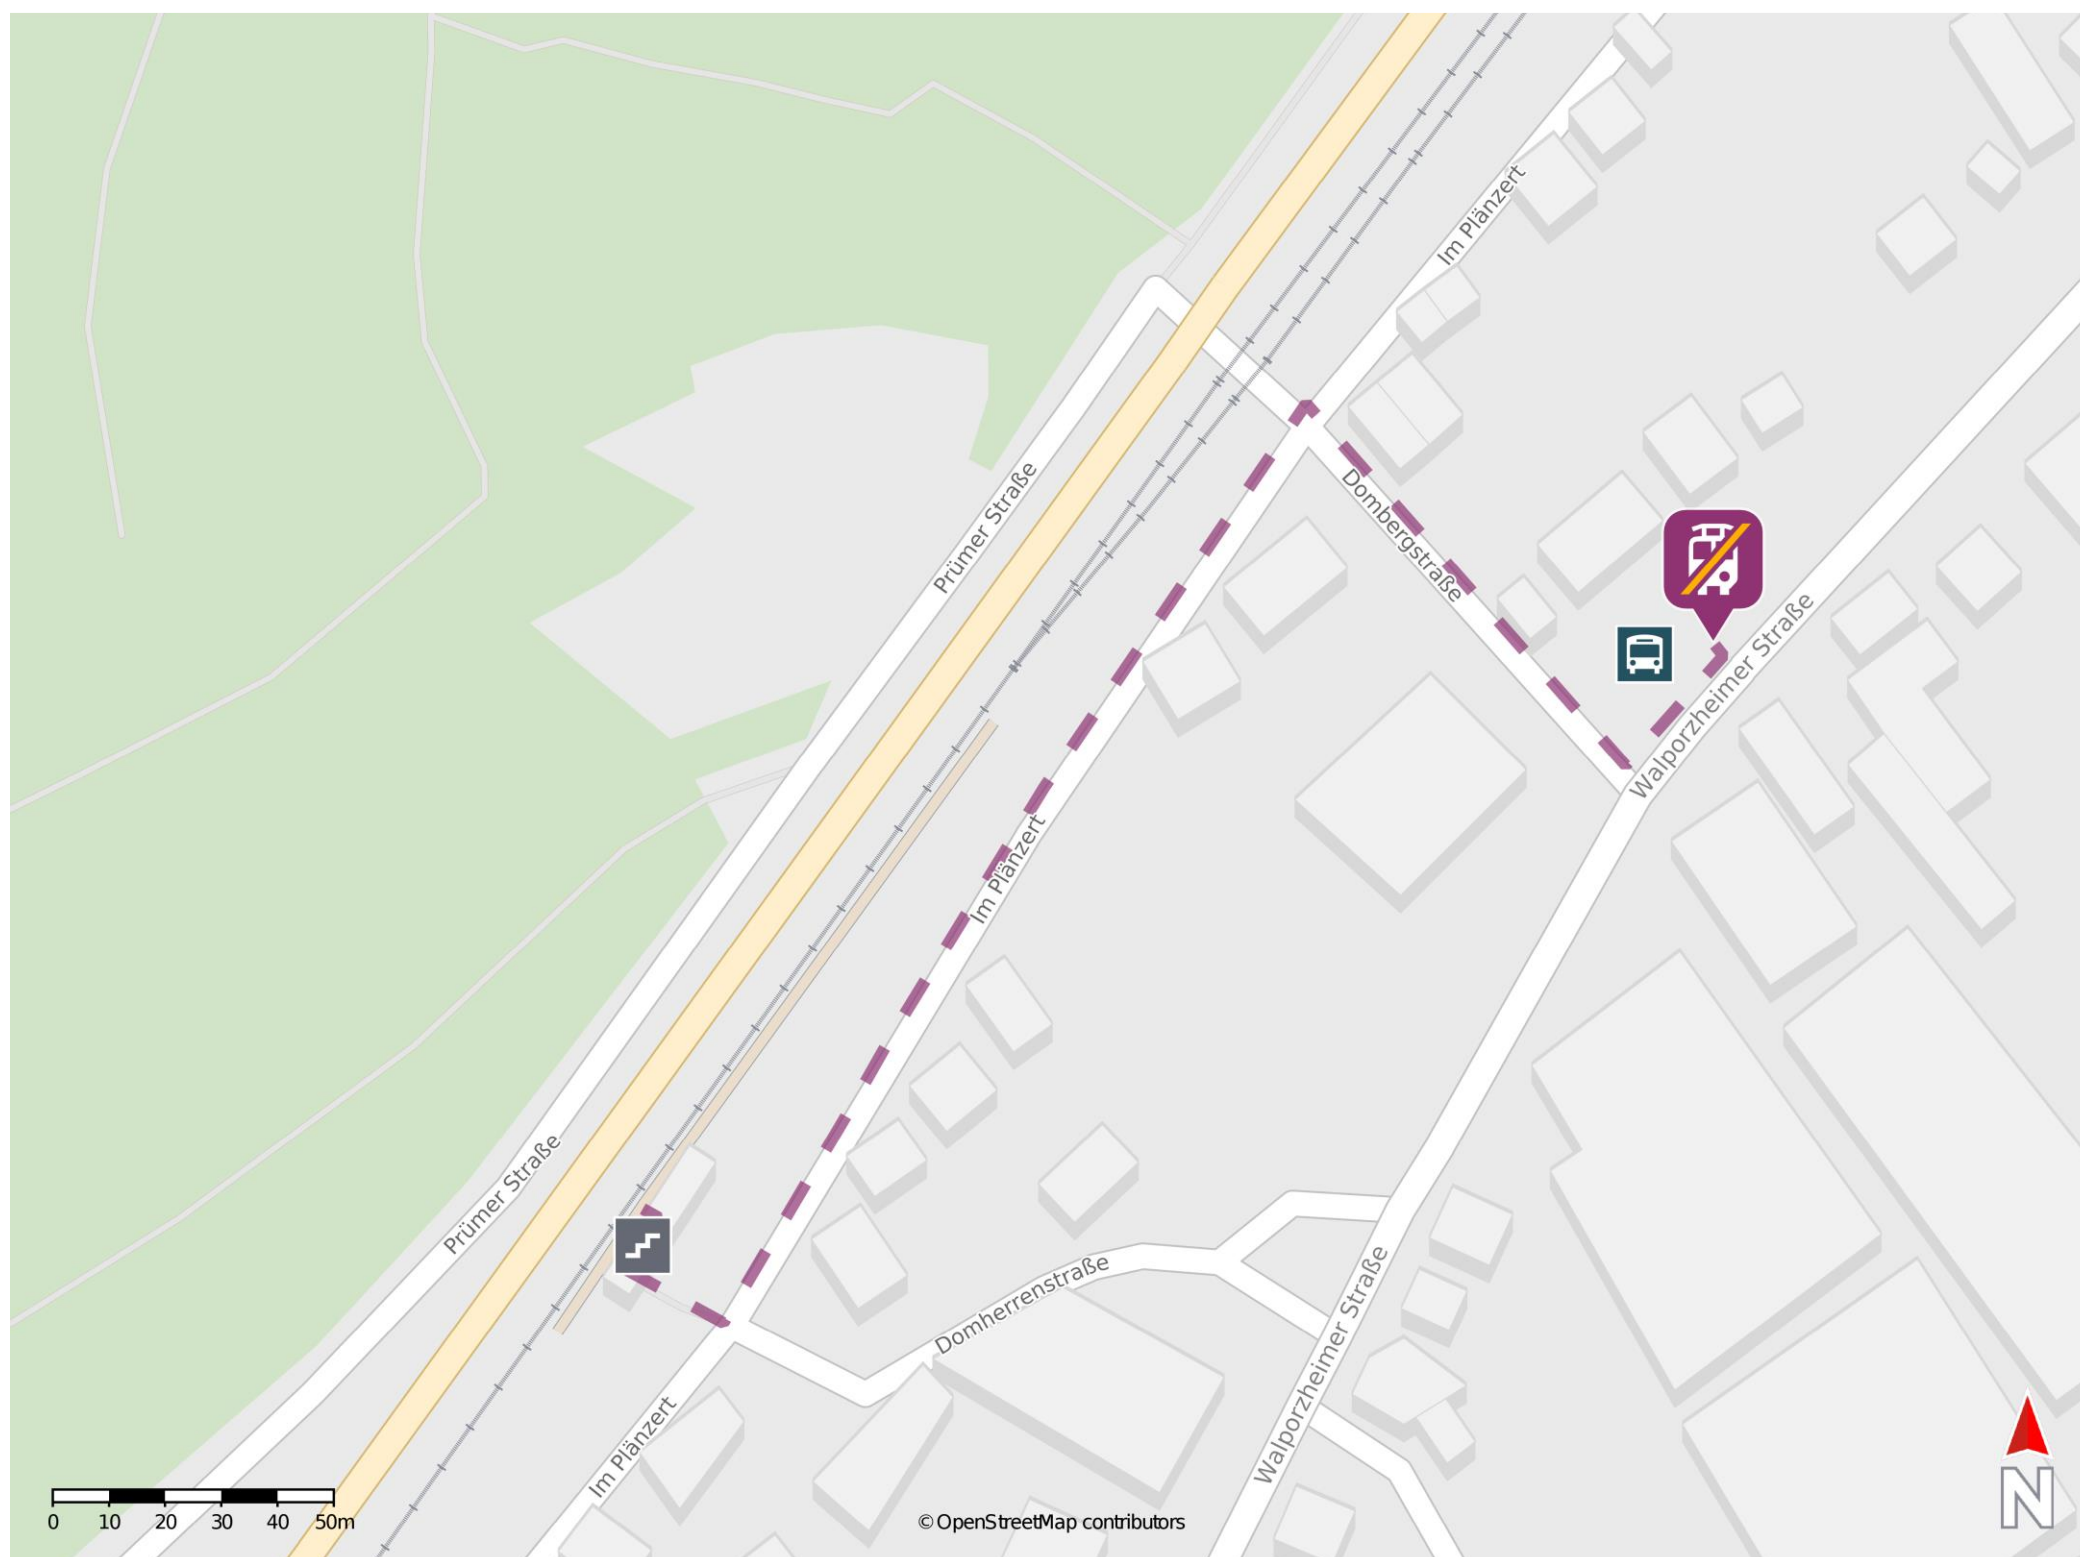 Im Plänzert
Prümer Straße
Dombergstraße
Walporzheimer Straße
Im Plänzert
Prümer Straße
Domherrenstraße
Walporzheimer Straße
Im Plänzert
0 10 20 30 40 50m
© OpenStreetMap contributors
N